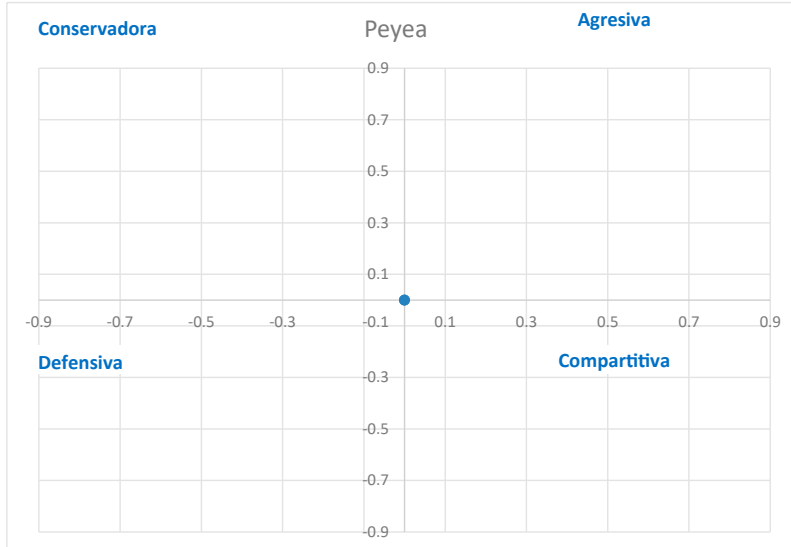 Conservadora
Peyea
Agresiva
0.9
0.7
0.5
0.3
0.1
-0.9 -0.7 -0.5 -0.3 -0.1 0.1 0.3 0.5 0.7 0.9
Defensiva
Compartitiva
-0.3
-0.5
-0.7
-0.9